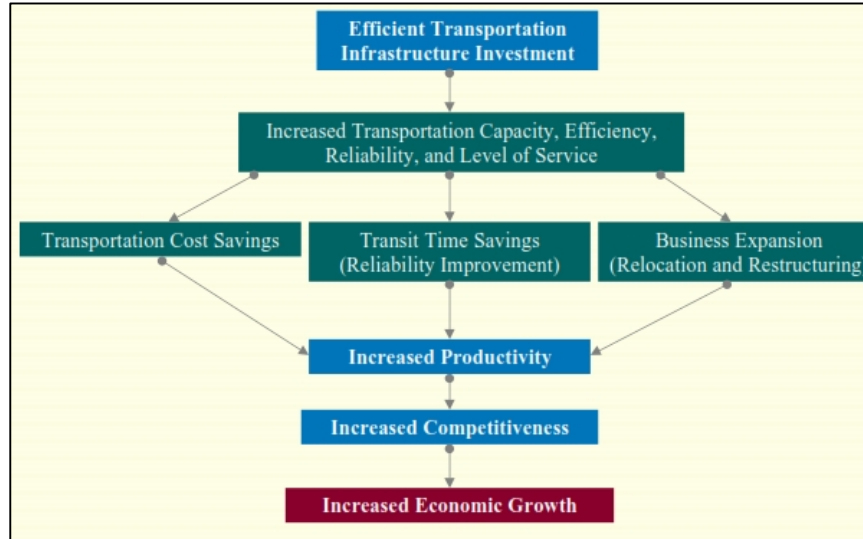 Efficient Transportation
Infrastructure Investment
Increased Transportation Capacity, Efficiency,
Reliability, and Level of Service
Transportation Cost Savings
Transit Time Savings
(Reliability Improvement)
Business Expansion
(Relocation and Restructuring
Increased Productivity
Increased Competitiveness
Increased Economic Growth